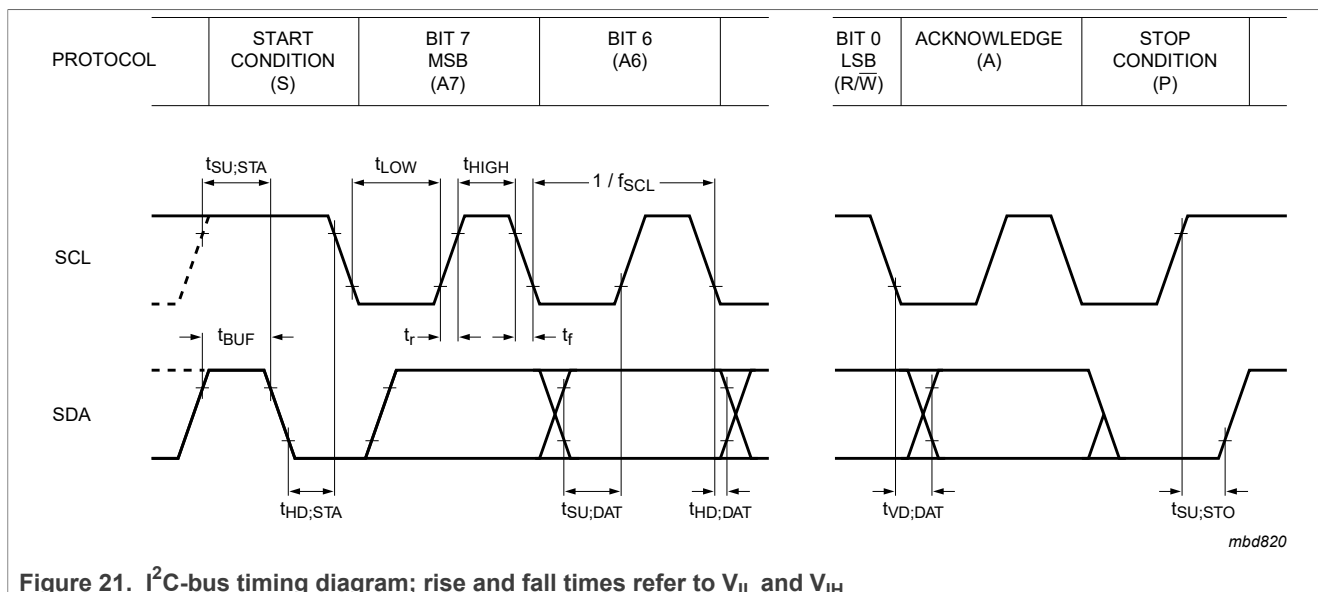 PROTOCOL
START
CONDITION
(S)
BIT 7
MSB
(A7)
BIT 6
(A6)
BIT 0
LSB
(R/W̅)
ACKNOWLEDGE
(A)
STOP
CONDITION
(P)
tSU;STA
tLOW
tHIGH
1 / fSCL
SCL
tBUF
tr
tf
SDA
tHD;STA
tSU;DAT
tHD;DAT
tVD;DAT
tSU;STO
mbd820
Figure 21. I²C-bus timing diagram; rise and fall times refer to VIL and VIH